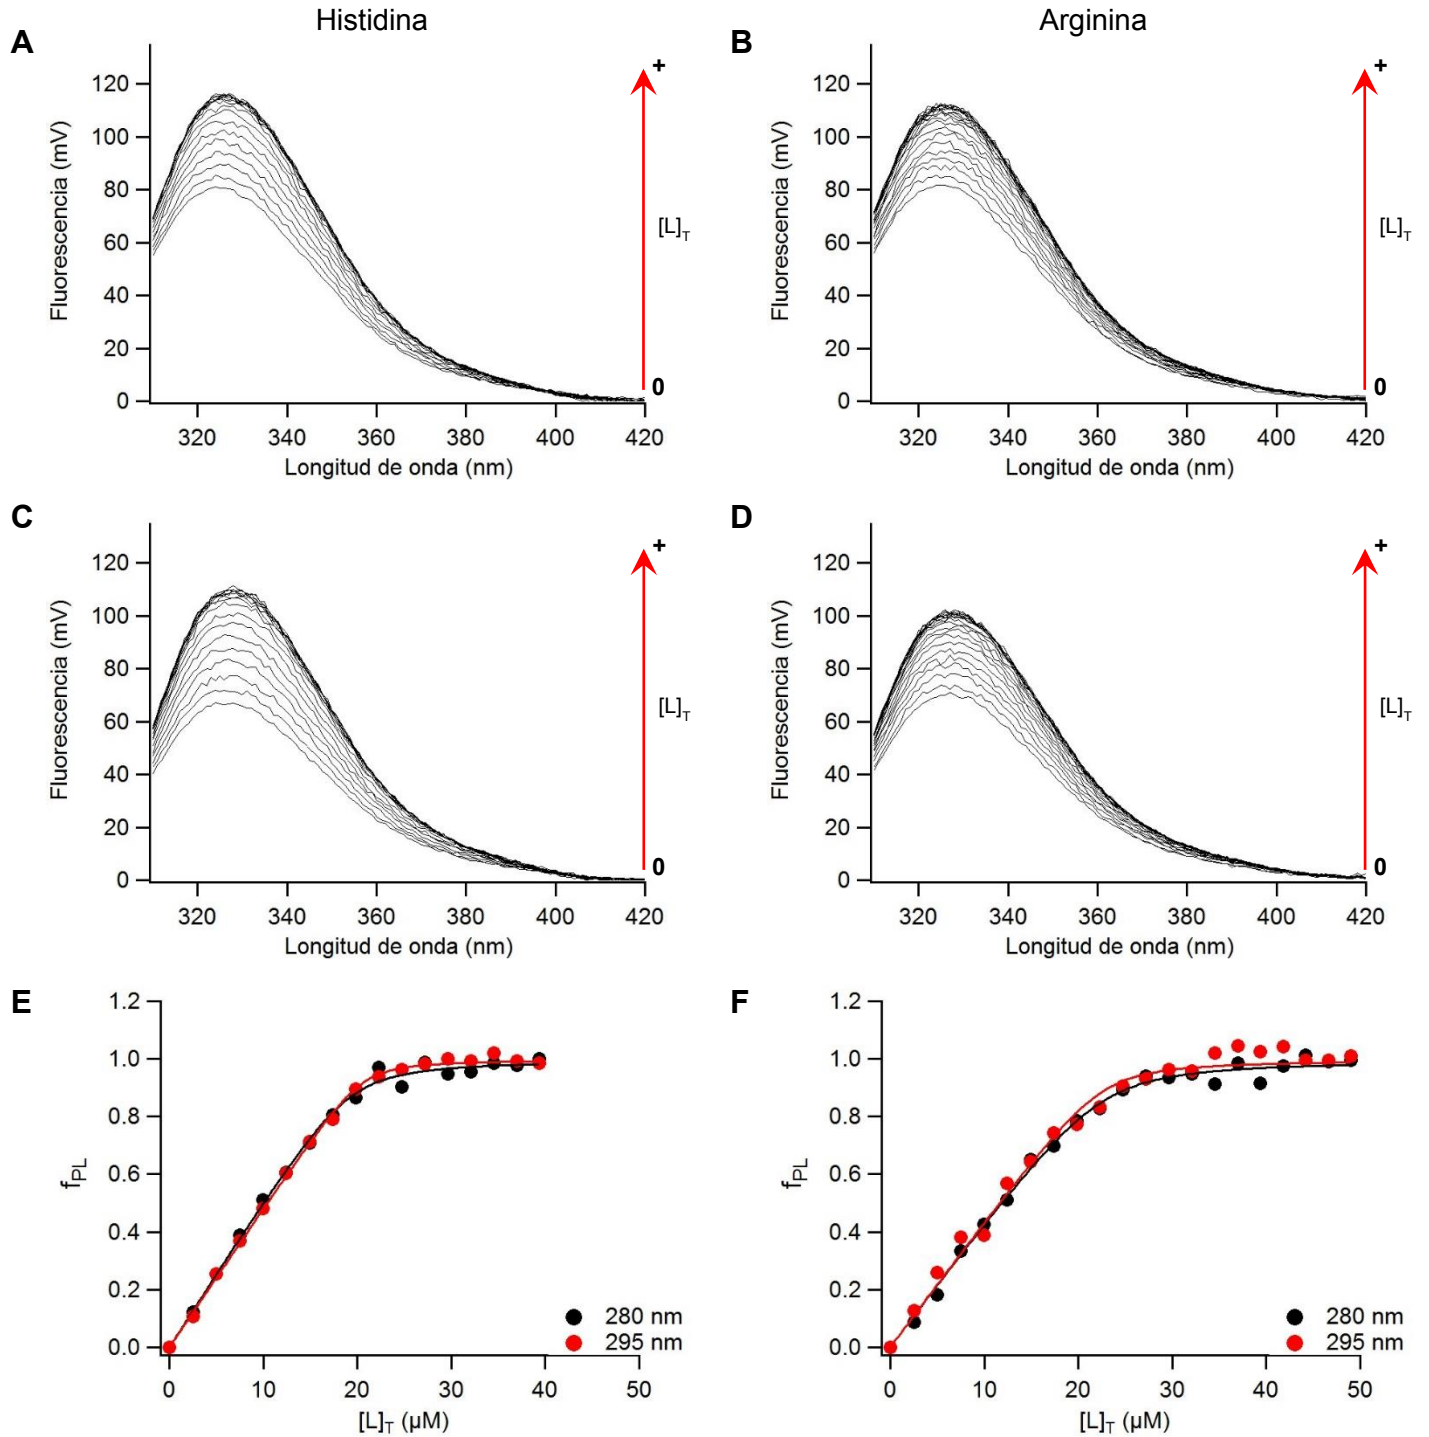 Histidina
Arginina
A
120
100
80
60
40
20
0
Fluorescencia (mV)
320 340 360 380 400 420
Longitud de onda (nm)
+
[L]T
0
B
120
100
80
60
40
20
0
Fluorescencia (mV)
320 340 360 380 400 420
Longitud de onda (nm)
+
[L]T
0
C
120
100
80
60
40
20
0
Fluorescencia (mV)
320 340 360 380 400 420
Longitud de onda (nm)
+
[L]T
0
D
120
100
80
60
40
20
0
Fluorescencia (mV)
320 340 360 380 400 420
Longitud de onda (nm)
+
[L]T
0
E
1.2
1.0
0.8
0.6
0.4
0.2
0.0
fPL
280 nm
295 nm
0 10 20 30 40 50
[L]T (µM)
F
1.2
1.0
0.8
0.6
0.4
0.2
0.0
fPL
280 nm
295 nm
0 10 20 30 40 50
[L]T (µM)